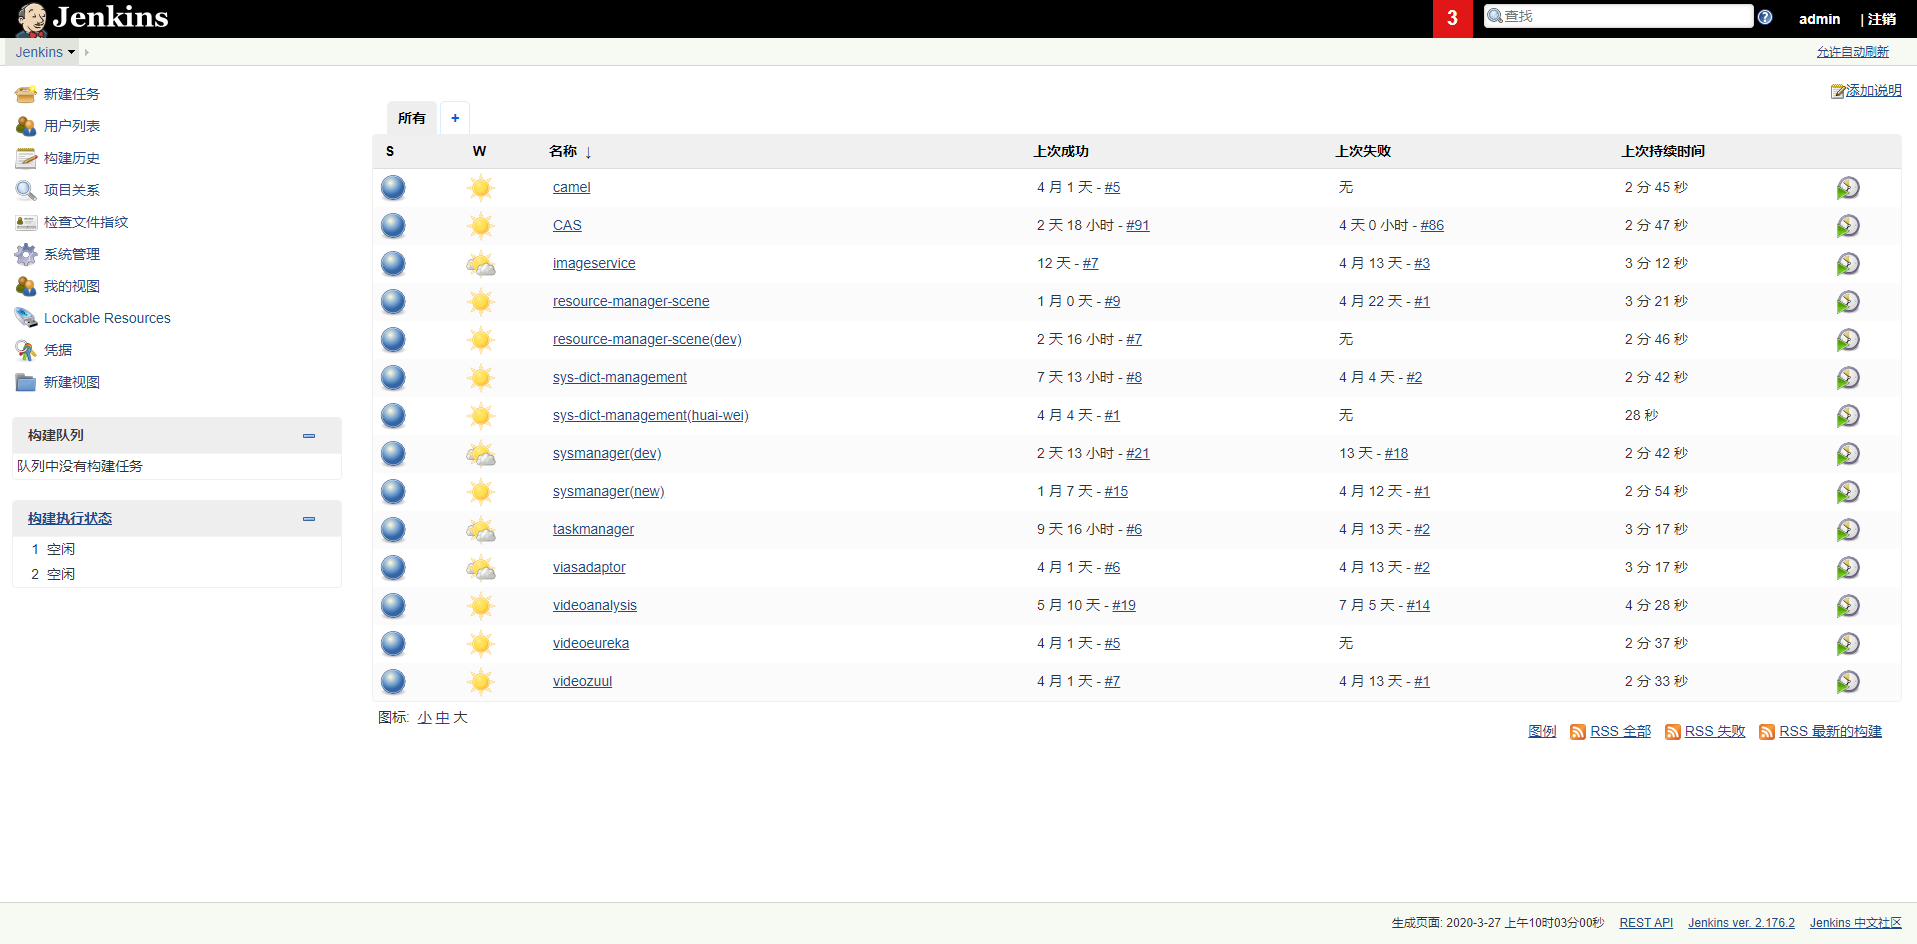 Jenkins
3
查找
admin
| 注销
Jenkins
允许自动刷新
新建任务
用户列表
构建历史
项目关系
检查文件指纹
系统管理
我的视图
Lockable Resources
凭据
新建视图
构建队列
队列中没有构建任务
构建执行状态
1 空闲
2 空闲
添加说明
所有 +
S W 名称 ↓ 上次成功 上次失败 上次持续时间
camel 4 月 1 天 - #5 无 2 分 45 秒
CAS 2 天 18 小时 - #91 4 天 0 小时 - #86 2 分 47 秒
imageservice 12 天 - #7 4 月 13 天 - #3 3 分 12 秒
resource-manager-scene 1 月 0 天 - #9 4 月 22 天 - #1 3 分 21 秒
resource-manager-scene(dev) 2 天 16 小时 - #7 无 2 分 46 秒
sys-dict-management 7 天 13 小时 - #8 4 月 4 天 - #2 2 分 42 秒
sys-dict-management(huai-wei) 4 月 4 天 - #1 无 28 秒
sysmanager(dev) 2 天 13 小时 - #21 13 天 - #18 2 分 42 秒
sysmanager(new) 1 月 7 天 - #15 4 月 12 天 - #1 2 分 54 秒
taskmanager 9 天 16 小时 - #6 4 月 13 天 - #2 3 分 17 秒
viasadaptor 4 月 1 天 - #6 4 月 13 天 - #2 3 分 17 秒
videoanalysis 5 月 10 天 - #19 7 月 5 天 - #14 4 分 28 秒
videoeureka 4 月 1 天 - #5 无 2 分 37 秒
videozuul 4 月 1 天 - #7 4 月 13 天 - #1 2 分 33 秒
图标: 小 中 大
图例 RSS 全部 RSS 失败 RSS 最新的构建
生成页面: 2020-3-27 上午10时03分00秒 REST API Jenkins ver. 2.176.2 Jenkins 中文社区